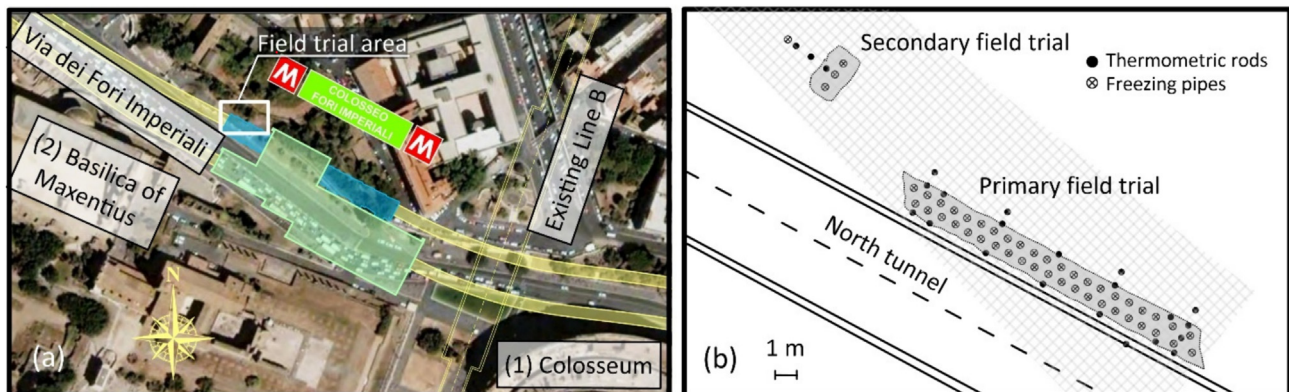 Via dei Fori Imperiali
Field trial area
M
COLOSSEO
FORI IMPERIALI
M
Existing Line B
(2) Basilica of
Maxentius
N
(a)
(1) Colosseum
Secondary field trial
Thermometric rods
Freezing pipes
Primary field trial
North tunnel
(b)
1 m